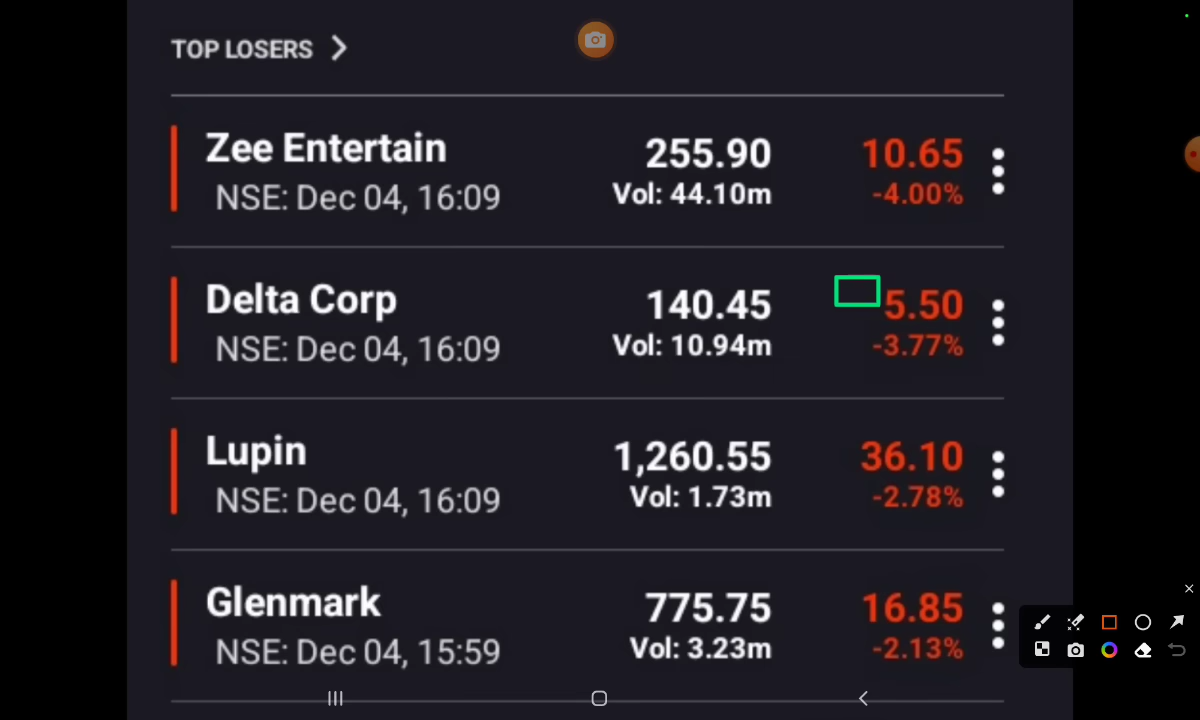 TOP LOSERS
Zee Entertain 255.90 10.65
NSE: Dec 04, 16:09 Vol: 44.10m -4.00%
Delta Corp 140.45 5.50
NSE: Dec 04, 16:09 Vol: 10.94m -3.77%
Lupin 1,260.55 36.10
NSE: Dec 04, 16:09 Vol: 1.73m -2.78%
Glenmark 775.75 16.85
NSE: Dec 04, 15:59 Vol: 3.23m -2.13%